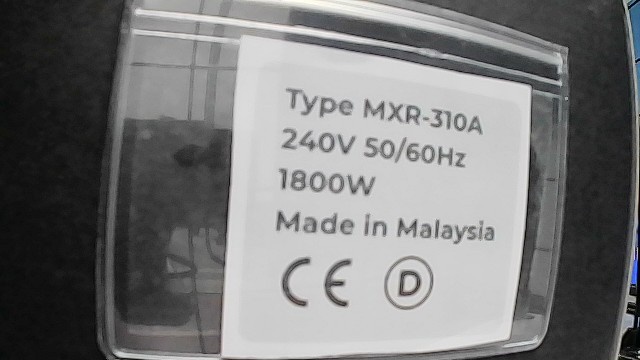 Type MXR-310A
240V 50/60Hz
1800W
Made in Malaysia
CE D